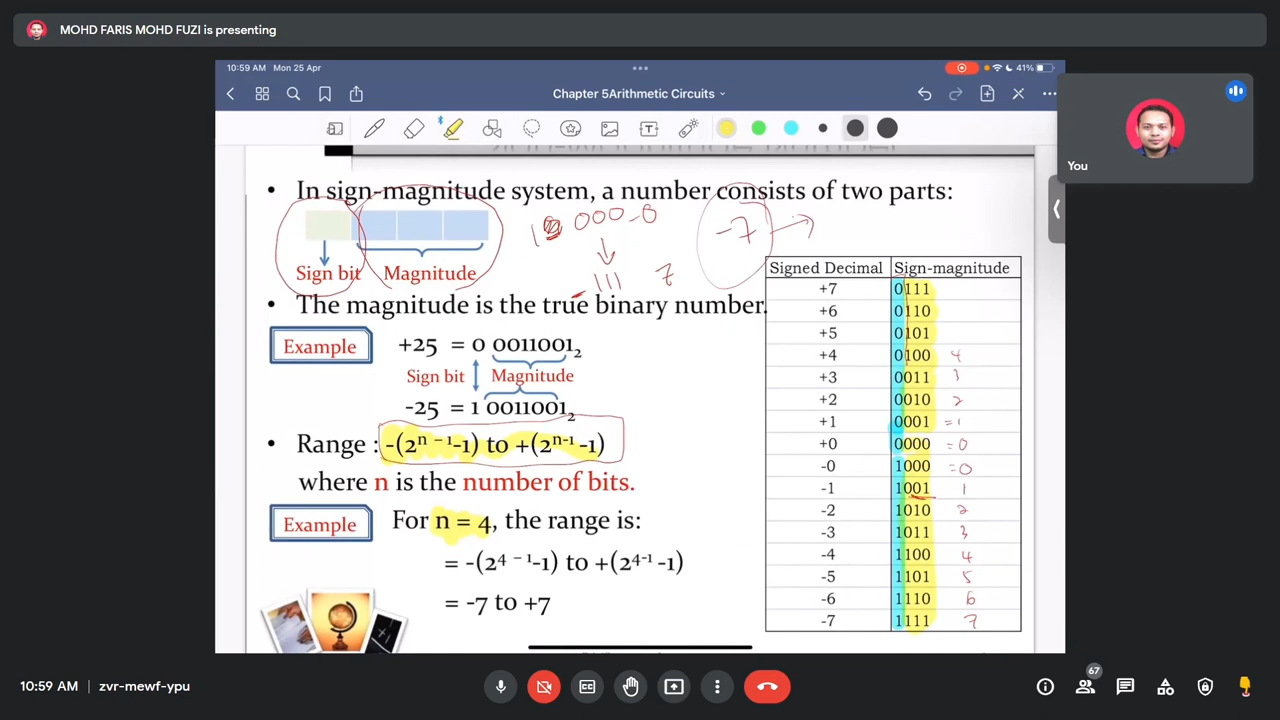 MOHD FARIS MOHD FUZI is presenting
10:59 AM Mon 25 Apr
41%
Chapter 5Arithmetic Circuits
You
• In sign-magnitude system, a number consists of two parts:
Sign bit
Magnitude
000-0
-7
111
7
• The magnitude is the true binary number.
Example
+25 = 0 0011001₂
Sign bit
Magnitude
-25 = 1 0011001₂
• Range : -(2ⁿ⁻¹-1) to +(2ⁿ⁻¹-1)
where n is the number of bits.
Example
For n = 4, the range is:
= -(2⁴⁻¹-1) to +(2⁴⁻¹-1)
= -7 to +7
Signed Decimal Sign-magnitude
+7 0111
+6 0110
+5 0101
+4 0100 4
+3 0011 3
+2 0010 2
+1 0001 =1
+0 0000 =0
-0 1000 =0
-1 1001 1
-2 1010 2
-3 1011 3
-4 1100 4
-5 1101 5
-6 1110 6
-7 1111 7
10:59 AM | zvr-mewf-ypu
67